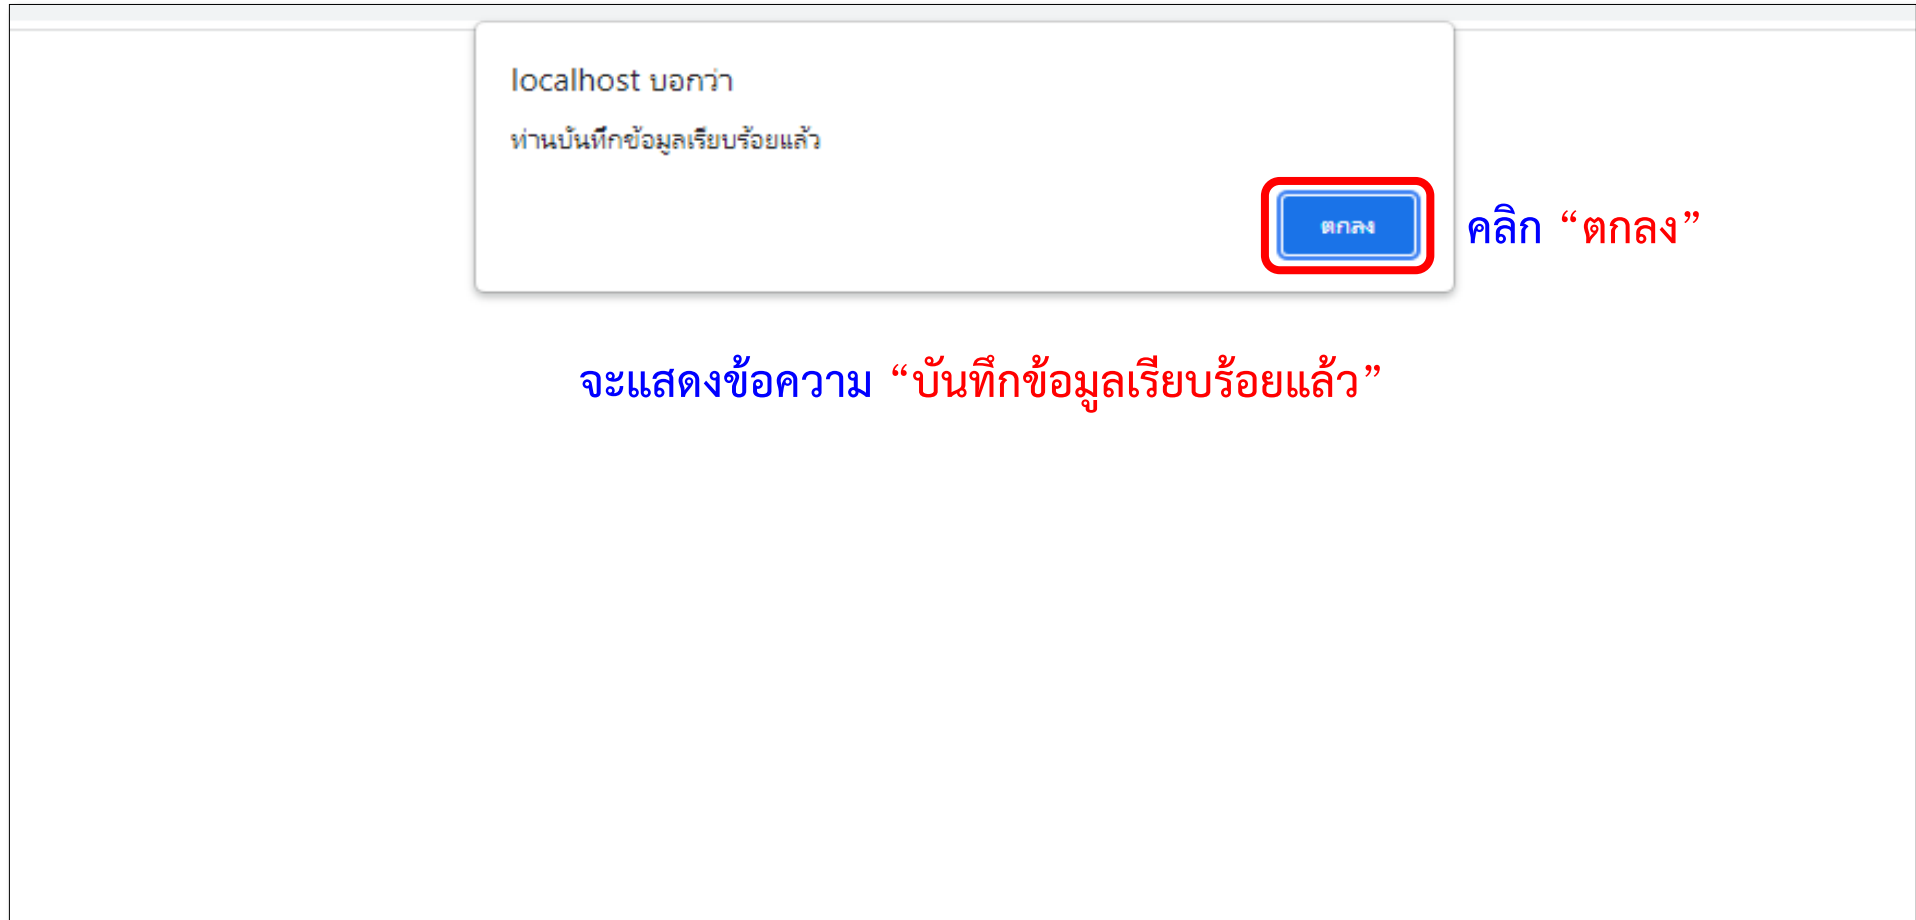 localhost บอกว่า
ท่านบันทึกข้อมูลเรียบร้อยแล้ว
ตกลง
คลิก “ตกลง”
จะแสดงข้อความ “บันทึกข้อมูลเรียบร้อยแล้ว”